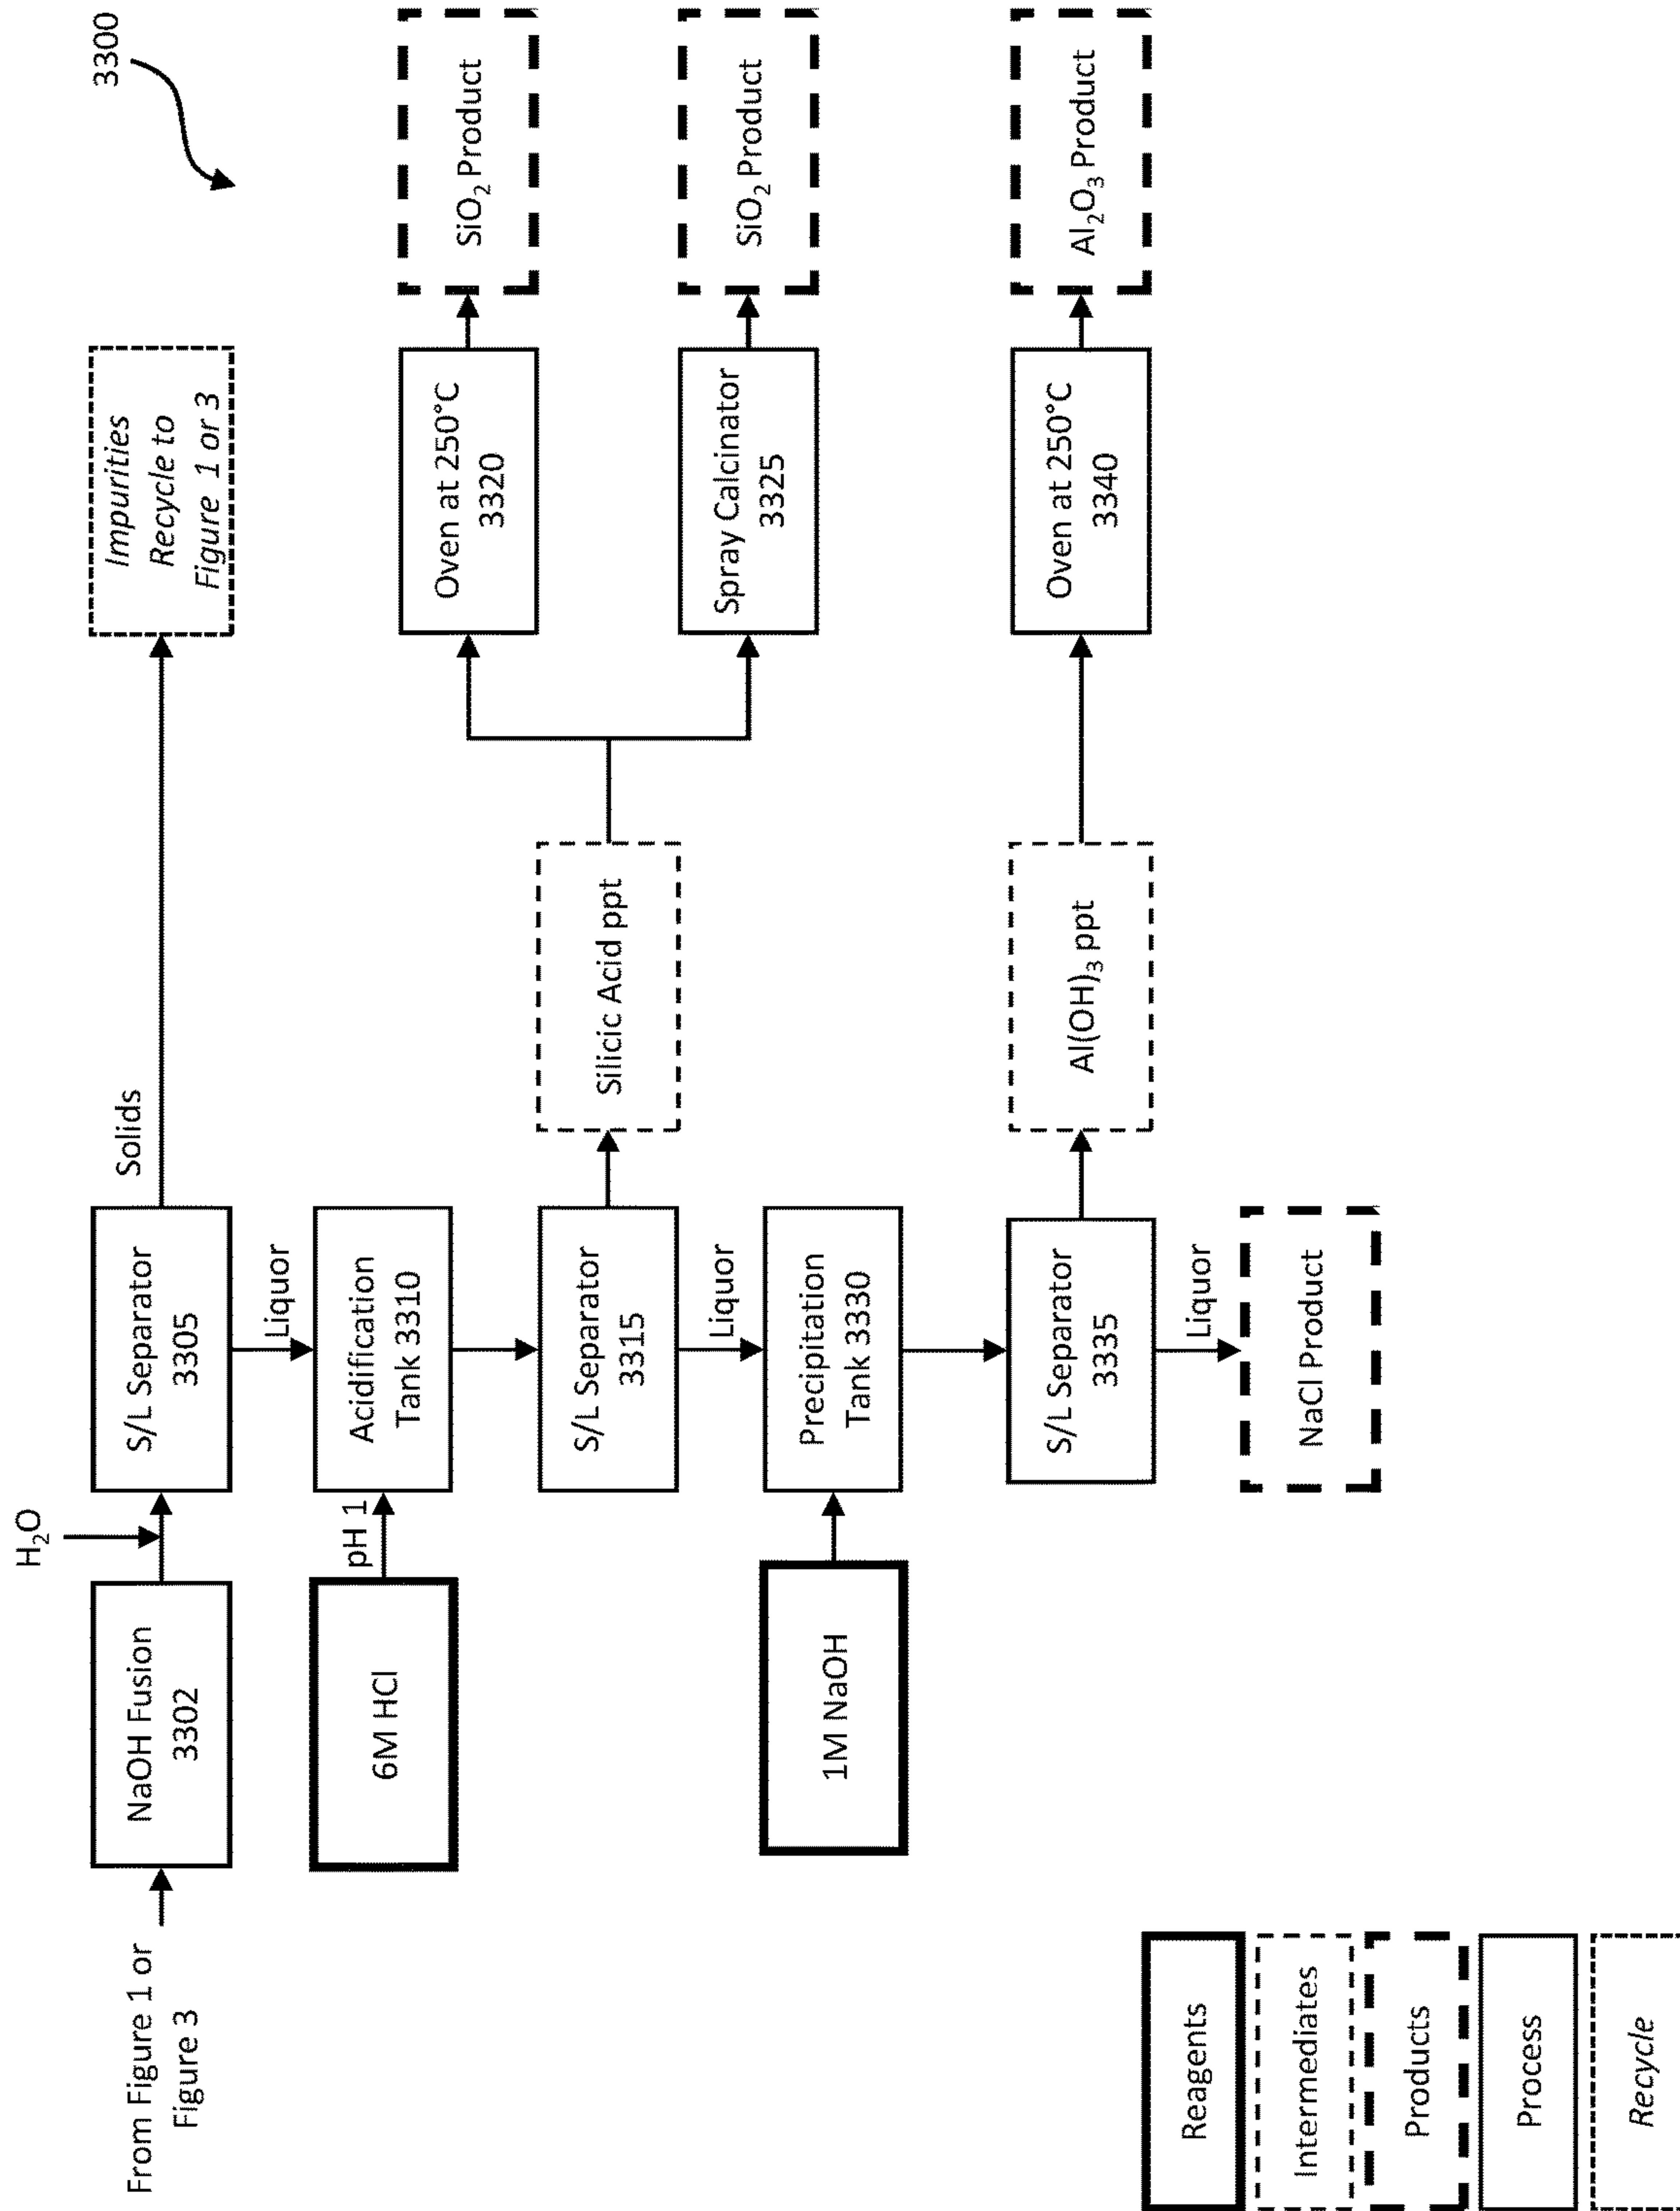 3300
H₂O
From Figure 1 or
Figure 3
NaOH Fusion
3302
S/L Separator
3305
Solids
Impurities
Recycle to
Figure 1 or 3
Liquor
6M HCl
pH 1
Acidification
Tank 3310
Oven at 250°C
3320
SiO₂ Product
S/L Separator
3315
Silicic Acid ppt
Spray Calcinator
3325
SiO₂ Product
Liquor
1M NaOH
Precipitation
Tank 3330
S/L Separator
3335
Al(OH)₃ ppt
Oven at 250°C
3340
Al₂O₃ Product
Liquor
NaCl Product
Reagents
Intermediates
Products
Process
Recycle